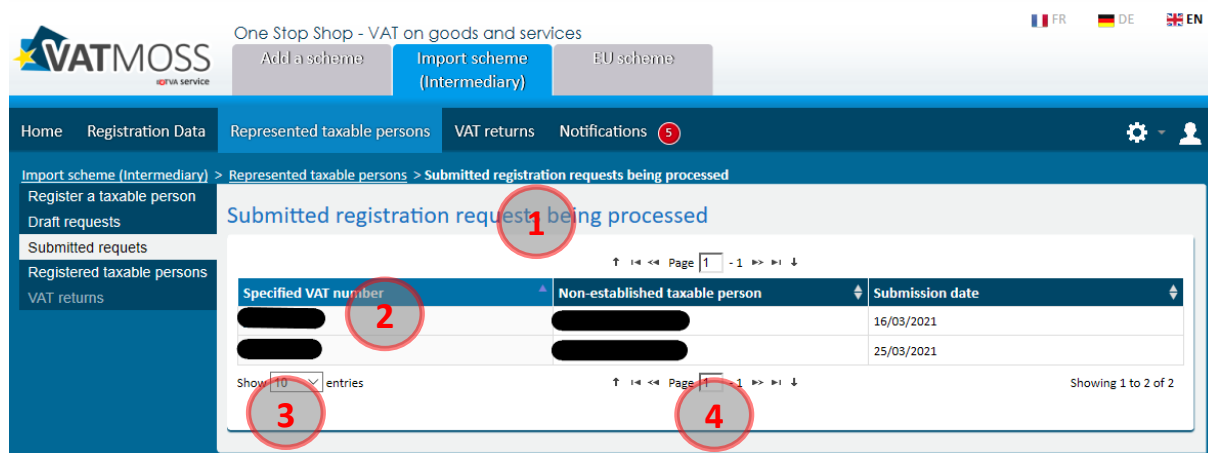 FR DE EN
VATMOSS
One Stop Shop - VAT on goods and services
Add a scheme Import scheme (Intermediary) EU scheme
Home Registration Data Represented taxable persons VAT returns Notifications 5
Import scheme (Intermediary) > Represented taxable persons > Submitted registration requests being processed
Register a taxable person
Draft requests
Submitted requets
Registered taxable persons
VAT returns
Submitted registration requests being processed
1
Page 1 - 1
Specified VAT number Non-established taxable person Submission date
2
16/03/2021
25/03/2021
Show 10 entries Page 1 - 1 Showing 1 to 2 of 2
3 4